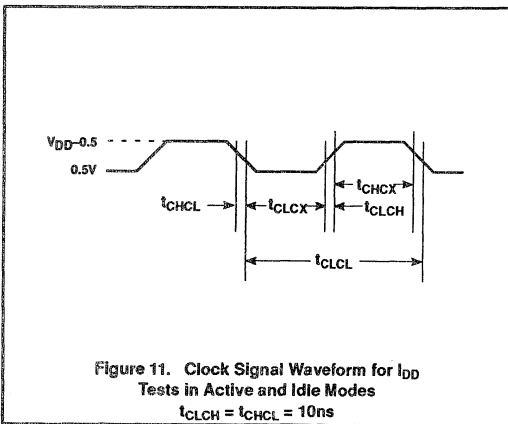 VDD–0.5
0.5V
tCHCX
tCHCL
tCLCX
tCLCH
tCLCL
Figure 11. Clock Signal Waveform for IDD
Tests in Active and Idle Modes
tCLCH = tCHCL = 10ns